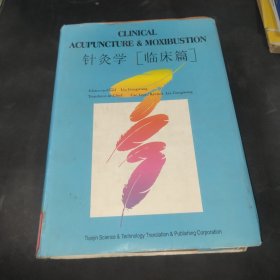 CLINICAL
ACUPUNCTURE & MOXIBUSTION
针灸学［临床篇］
Tianjin Science & Technology Translation & Publishing Corporation